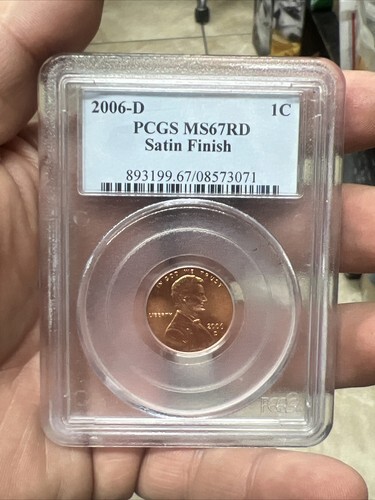 2006-D 1C
PCGS MS67RD
Satin Finish
893199.67/08573071
IN GOD WE TRUST
LIBERTY
2006
D
PCGS